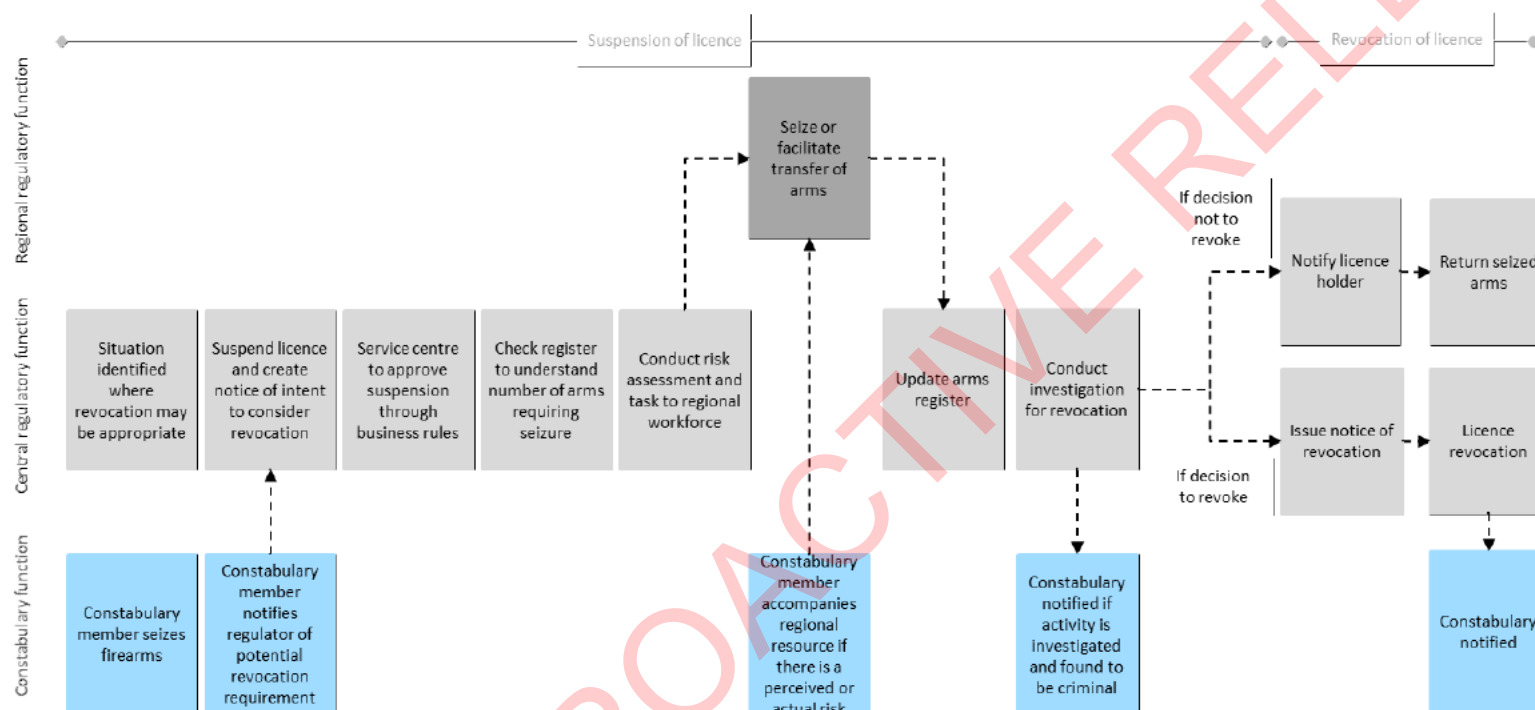 Suspension of licence
Revocation of licence
Regional regulatory function
Seize or
facilitate
transfer of
arms
If decision
not to
revoke
Notify licence
holder
Return seized
arms
Central regulatory function
Situation
identified
where
revocation may
be appropriate
Suspend licence
and create
notice of intent
to consider
revocation
Service centre
to approve
suspension
through
business rules
Check register
to understand
number of arms
requiring
seizure
Conduct risk
assessment and
task to regional
workforce
Update arms
register
Conduct
investigation
for revocation
If decision
to revoke
Issue notice of
revocation
Licence
revocation
Constabulary function
Constabulary
member seizes
firearms
Constabulary
member
notifies
regulator of
potential
revocation
requirement
Constabulary
member
accompanies
regional
resource if
there is a
perceived or
actual risk
Constabulary
notified if
activity is
investigated
and found to
be criminal
Constabulary
notified